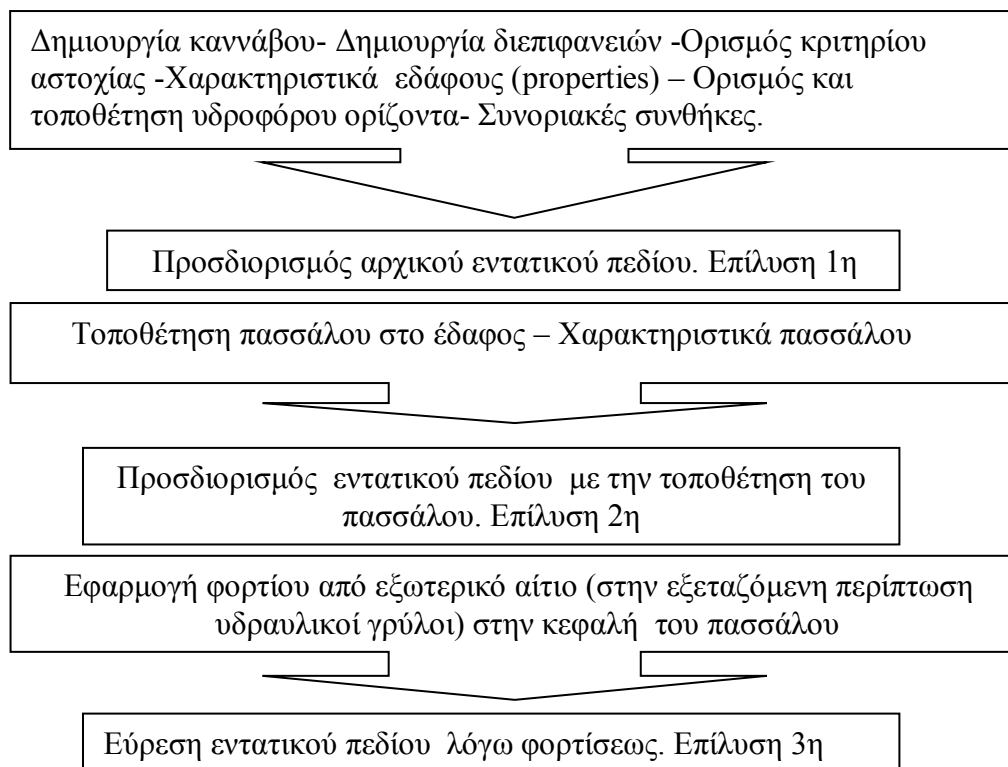 Δημιουργία καννάβου- Δημιουργία διεπιφανειών -Ορισμός κριτηρίου
αστοχίας -Χαρακτηριστικά εδάφους (properties) – Ορισμός και
τοποθέτηση υδροφόρου ορίζοντα- Συνοριακές συνθήκες.
Προσδιορισμός αρχικού εντατικού πεδίου. Επίλυση 1η
Τοποθέτηση πασσάλου στο έδαφος – Χαρακτηριστικά πασσάλου
Προσδιορισμός εντατικού πεδίου με την τοποθέτηση του
πασσάλου. Επίλυση 2η
Εφαρμογή φορτίου από εξωτερικό αίτιο (στην εξεταζόμενη περίπτωση
υδραυλικοί γρύλοι) στην κεφαλή του πασσάλου
Εύρεση εντατικού πεδίου λόγω φορτίσεως. Επίλυση 3η